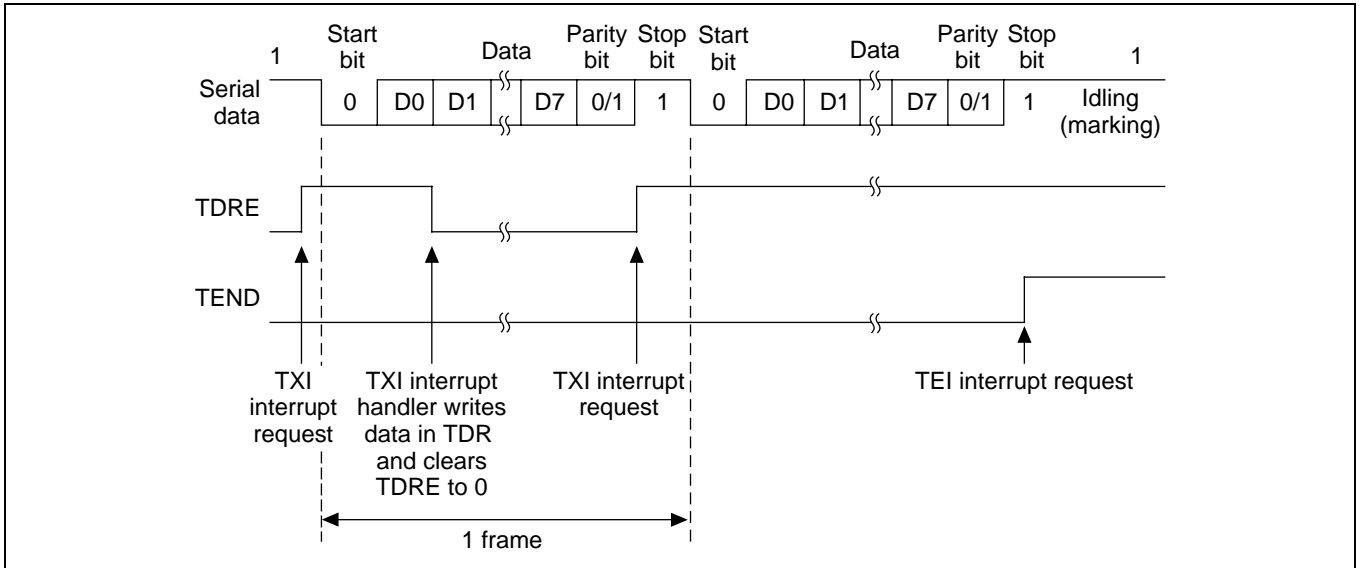 Start Parity Stop Start Parity Stop
1 bit Data bit bit bit Data bit bit 1
Serial
data
0 D0 D1 D7 0/1 1 0 D0 D1 D7 0/1 1 Idling
(marking)
TDRE
TEND
TXI
interrupt
request
TXI interrupt
handler writes
data in TDR
and clears
TDRE to 0
TXI interrupt
request
TEI interrupt request
1 frame